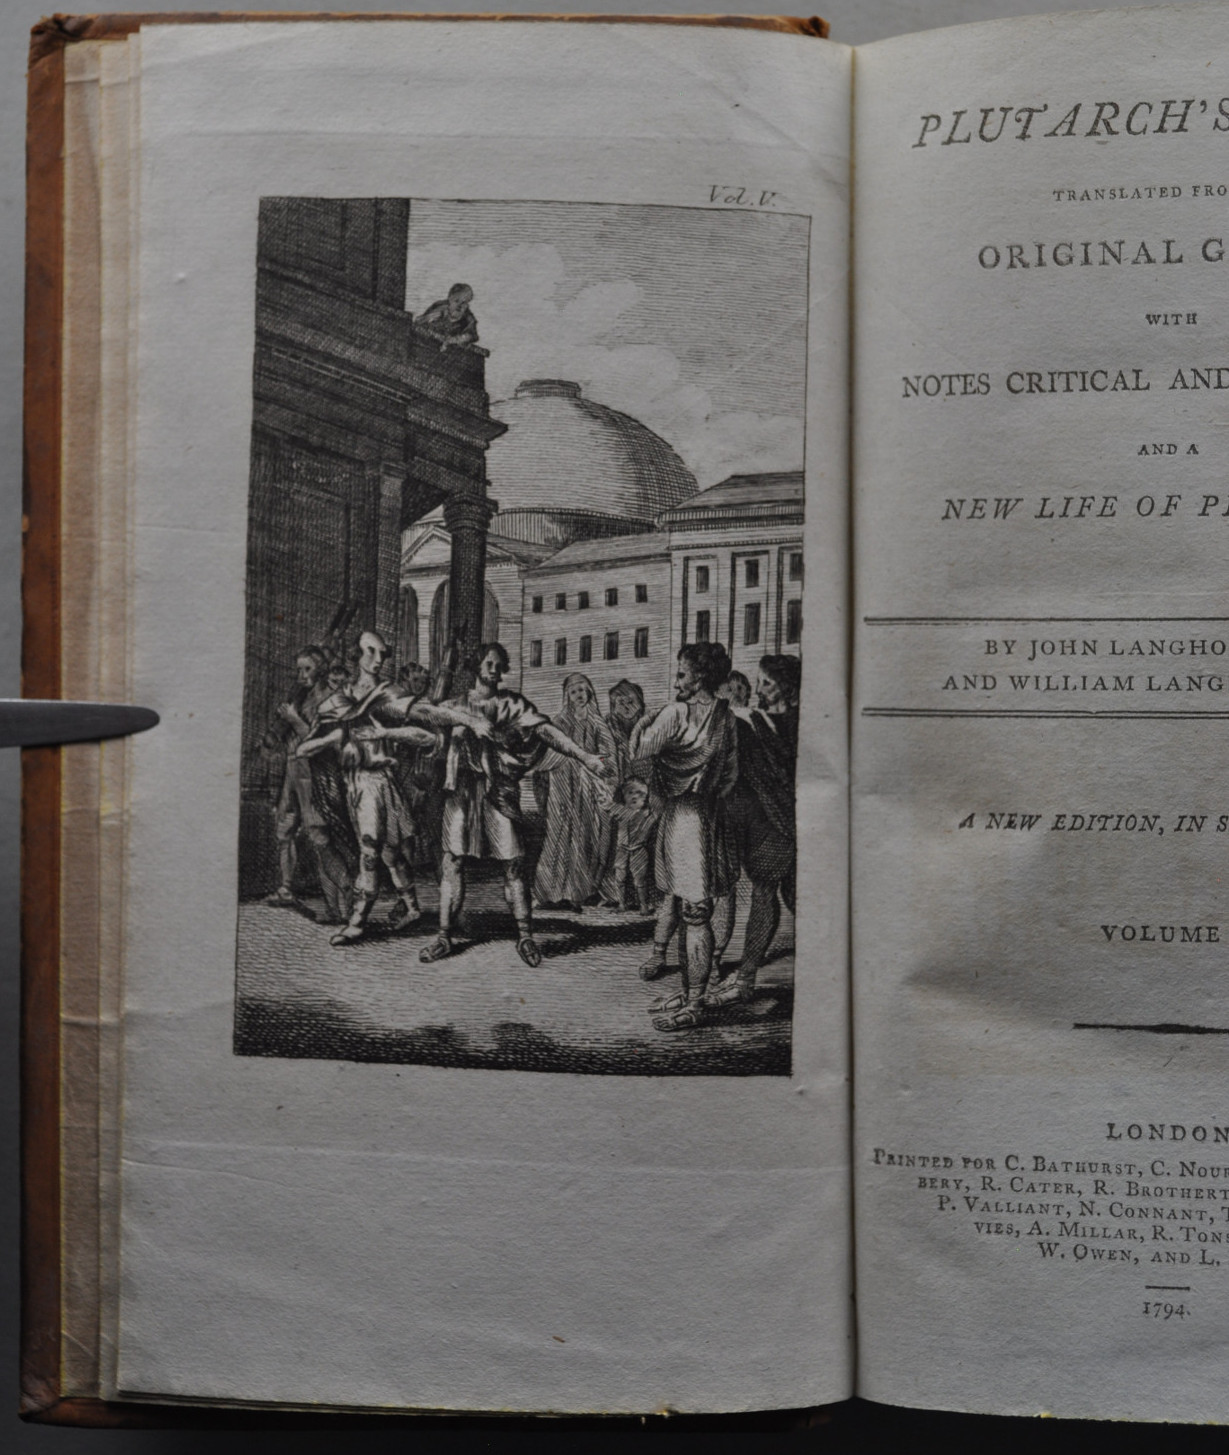 Vol. V.
PLUTARCH'S
TRANSLATED FRO
ORIGINAL G
WITH
NOTES CRITICAL AND
AND A
NEW LIFE OF P
BY JOHN LANGHO
AND WILLIAM LANG
A NEW EDITION, IN S
VOLUME
LONDON
PRINTED FOR C. BATHURST, C. NOUR
BERY, R. CATER, R. BROTHERT
P. VALLIANT, N. CONNANT, T
VIES, A. MILLAR, R. TONS
W. OWEN, AND L.
1794.